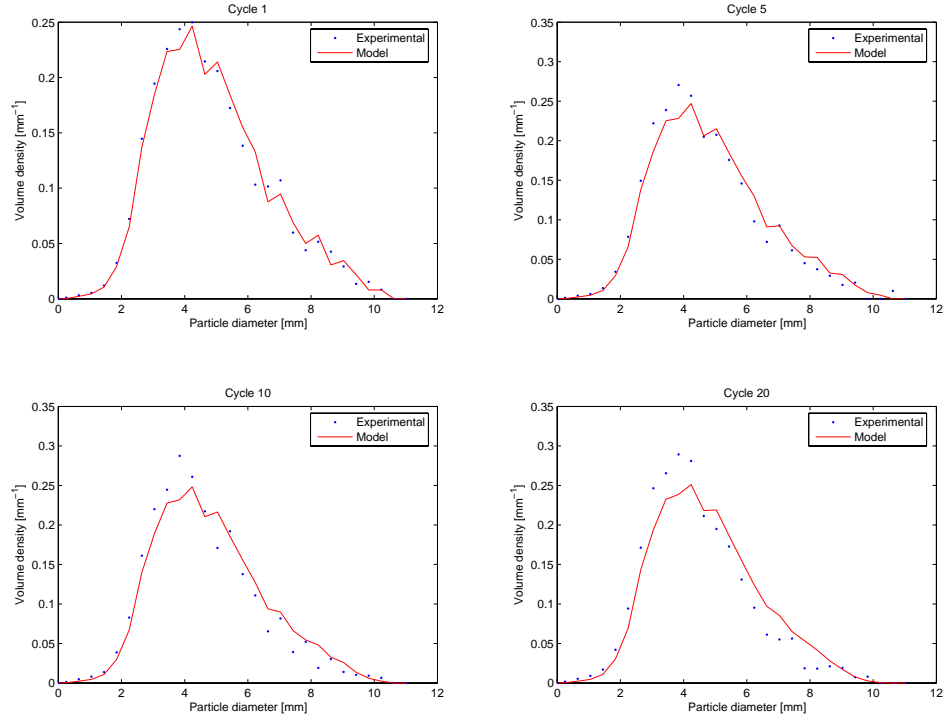 Cycle 1
0.25
0.2
0.15
0.1
0.05
0
0 2 4 6 8 10 12
Volume density [mm⁻¹]
Particle diameter [mm]
Experimental
Model
Cycle 5
0.35
0.3
0.25
0.2
0.15
0.1
0.05
0
0 2 4 6 8 10 12
Volume density [mm⁻¹]
Particle diameter [mm]
Experimental
Model
Cycle 10
0.35
0.3
0.25
0.2
0.15
0.1
0.05
0
0 2 4 6 8 10 12
Volume density [mm⁻¹]
Particle diameter [mm]
Experimental
Model
Cycle 20
0.35
0.3
0.25
0.2
0.15
0.1
0.05
0
0 2 4 6 8 10 12
Volume density [mm⁻¹]
Particle diameter [mm]
Experimental
Model